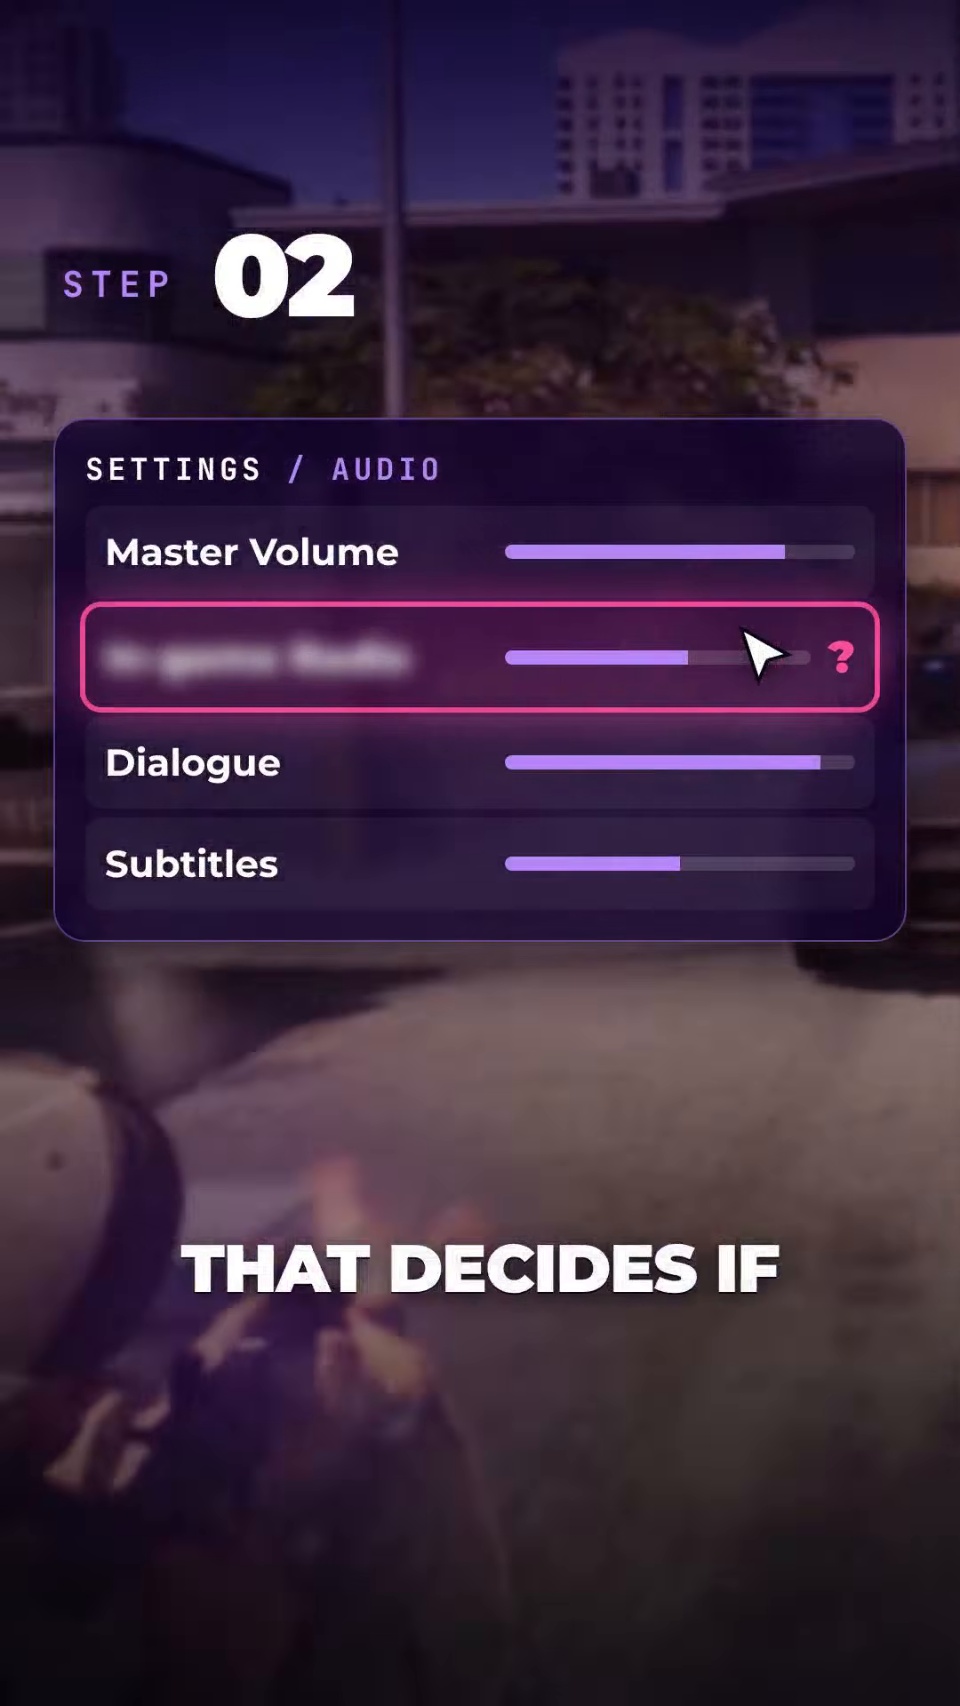 STEP 02
SETTINGS / AUDIO
Master Volume
?
Dialogue
Subtitles
THAT DECIDES IF